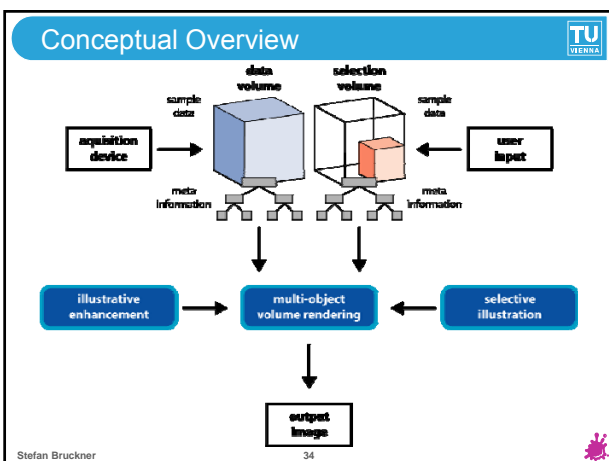 Conceptual Overview
TU
VIENNA
data
volume
selection
volume
sample
data
sample
data
aquisition
device
user
input
meta
information
meta
information
illustrative
enhancement
multi-object
volume rendering
selective
illustration
output
image
Stefan Bruckner
34